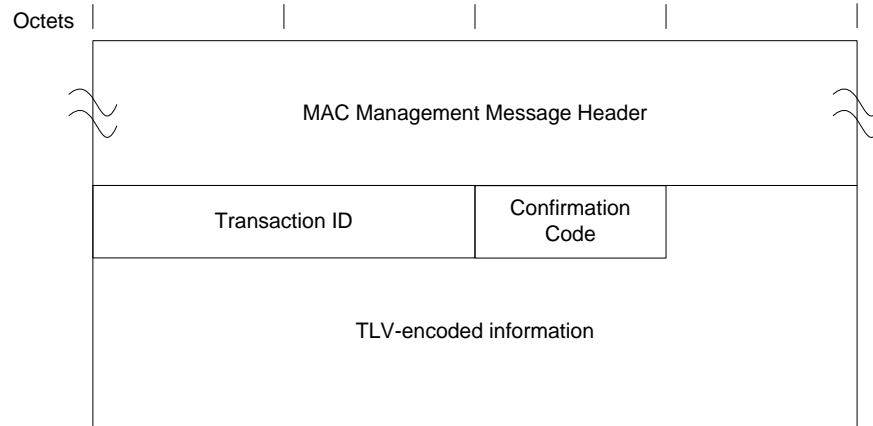 Octets
MAC Management Message Header
Transaction ID
Confirmation
Code
TLV-encoded information